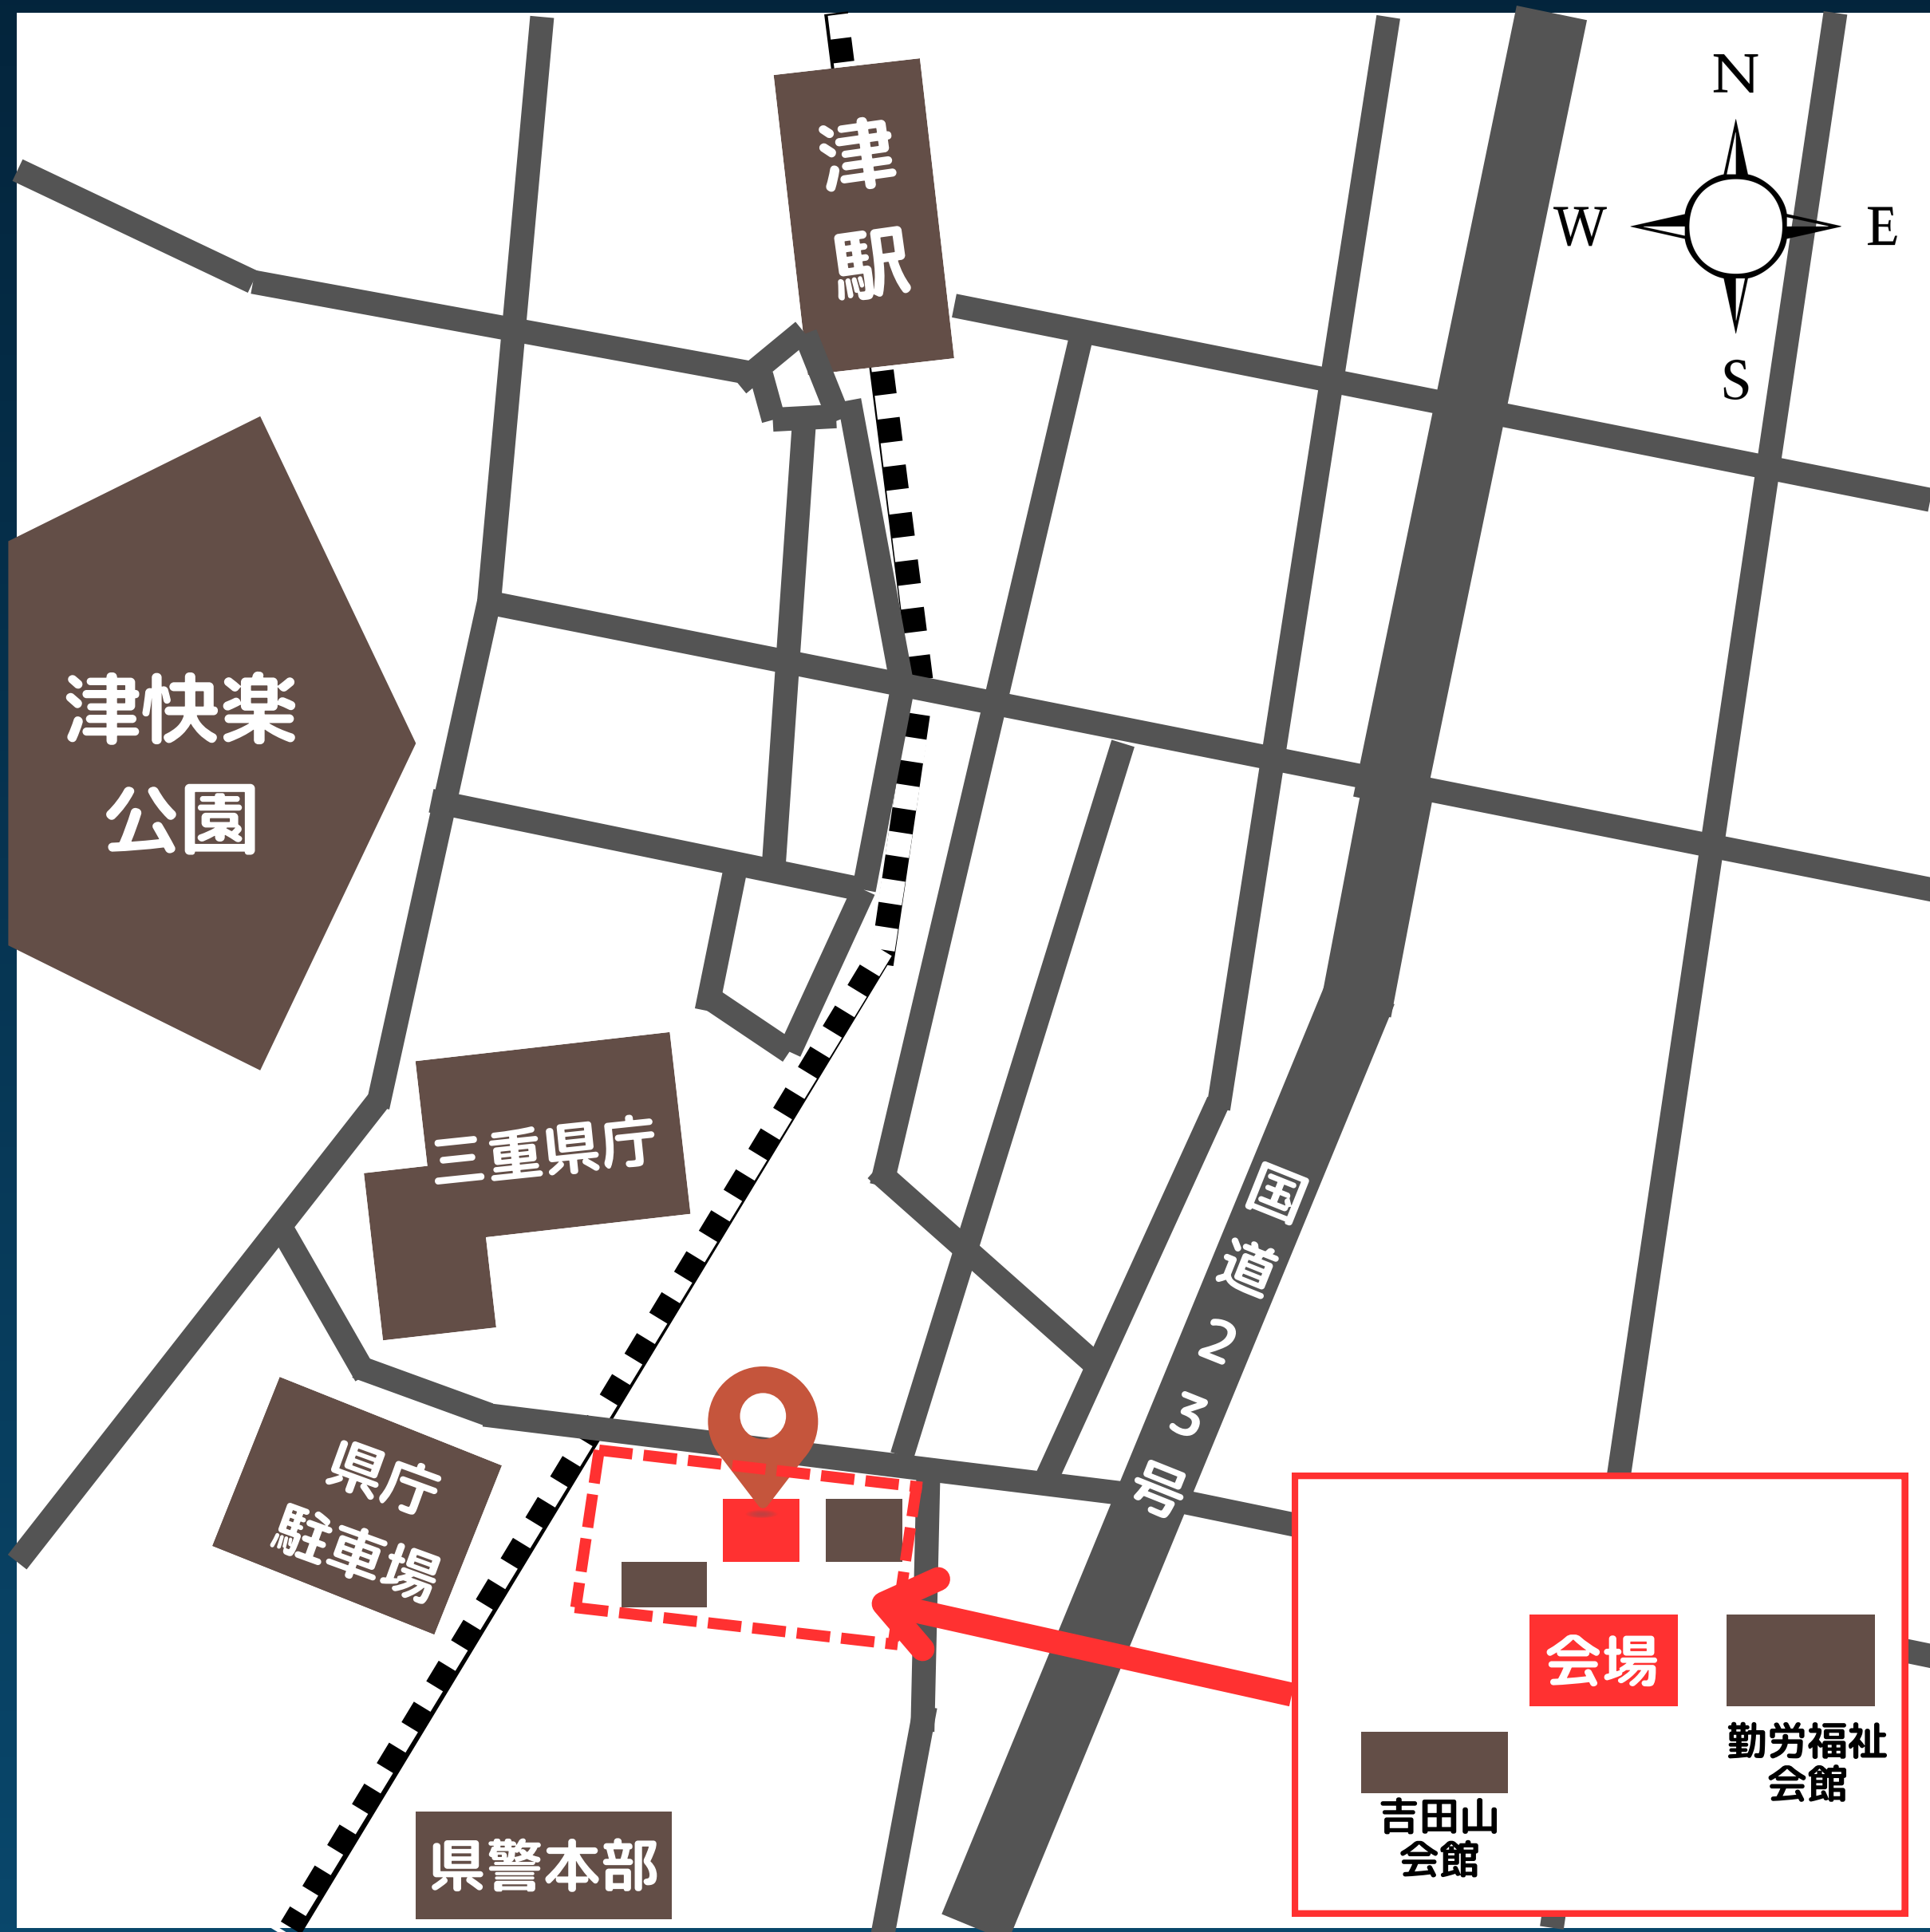 N
津
駅
W
E
S
津快楽
公園
三重県庁
国
道
2
3
号
県庁
駐車場
会場
勤労福祉
会館
吉田山
会館
県警本部